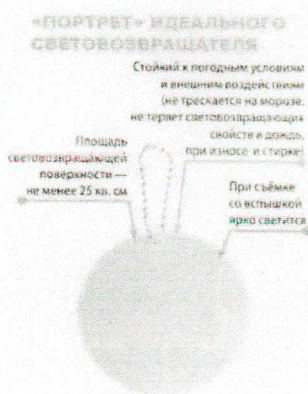 «ПОРТРЕТ» ИДЕАЛЬНОГО
СВЕТОВОЗВРАЩАТЕЛЯ
Стойкий к погодным условиям
и внешним воздействиям
(не трескается на морозе,
не теряет световозвращающих
свойств в дождь,
при износе и стирке)
Площадь
световозвращающей
поверхности —
не менее 25 кв. см
При съёмке
со вспышкой
ярко светится